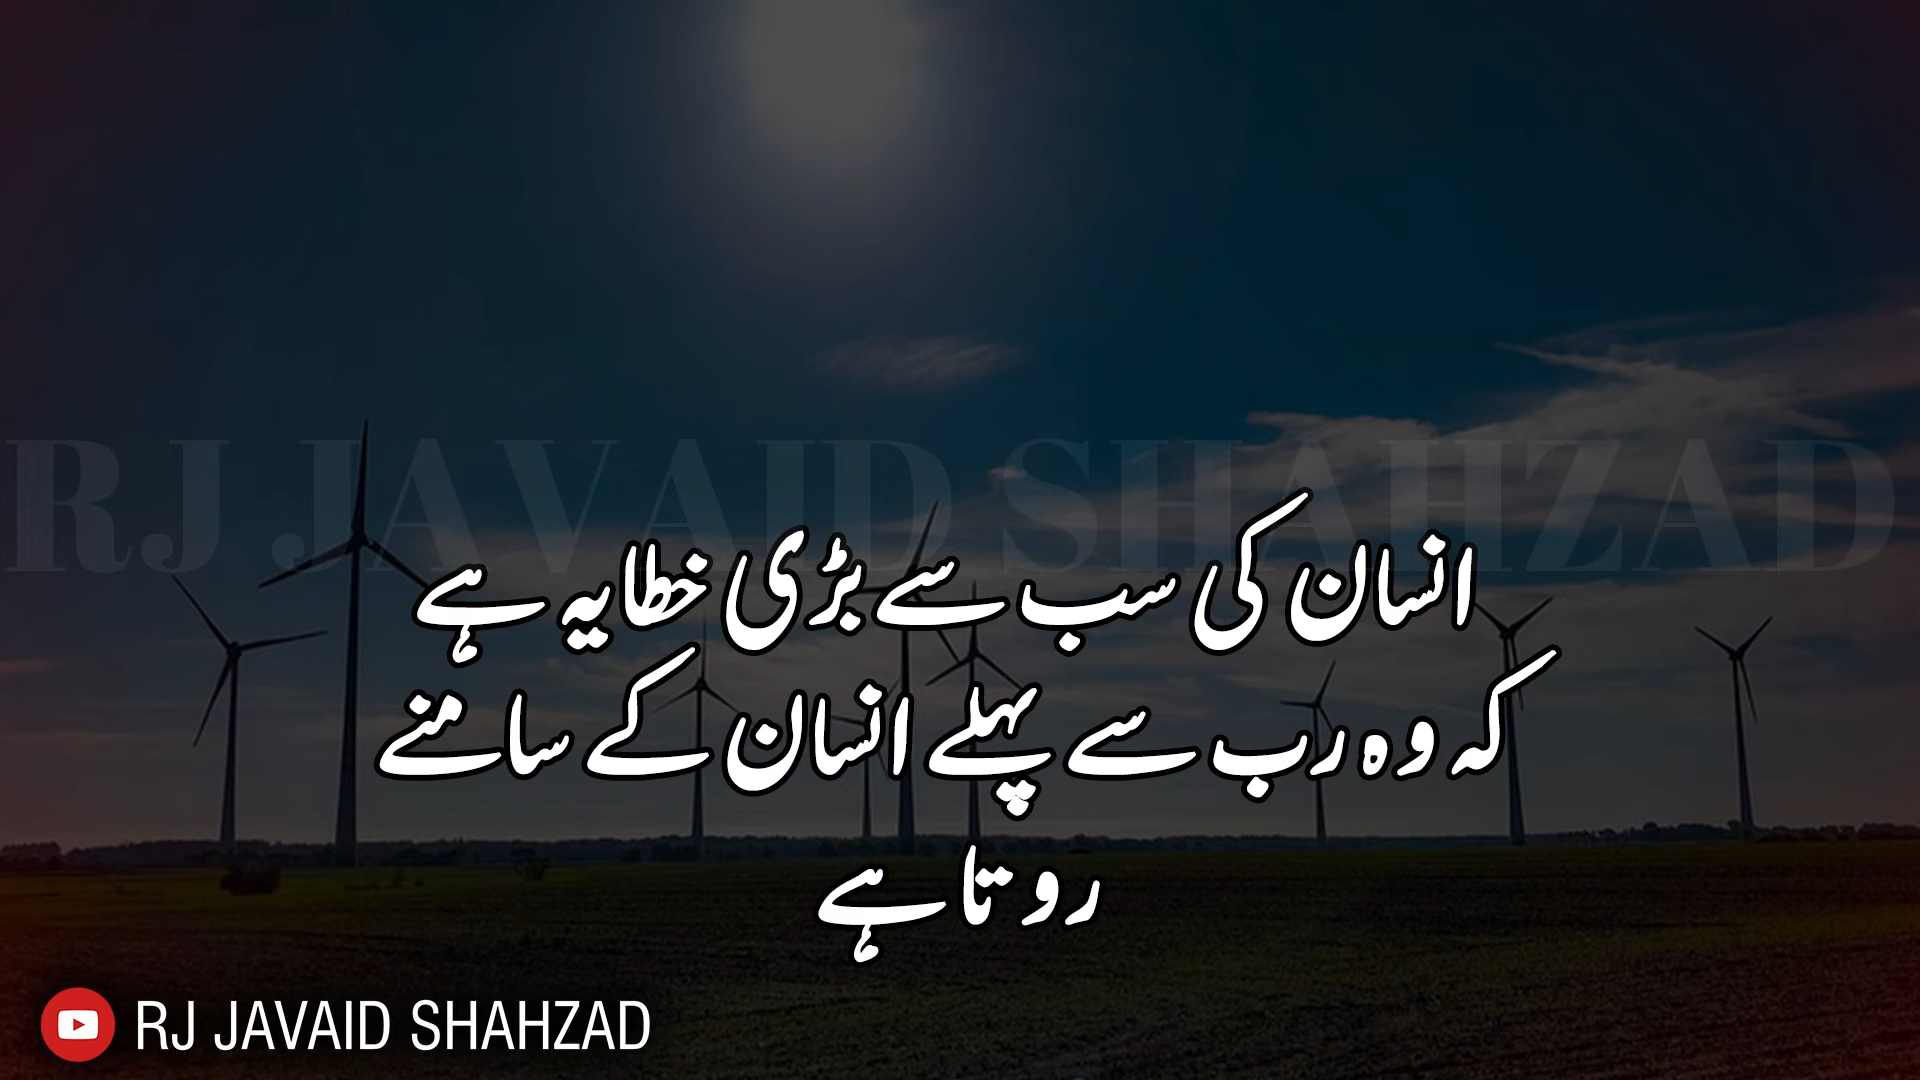 RJ JAVAID SHAHZAD
انسان کی سب سے بڑی خطا یہ ہے
کہ وہ رب سے پہلے انسان کے سامنے
روتا ہے
RJ JAVAID SHAHZAD